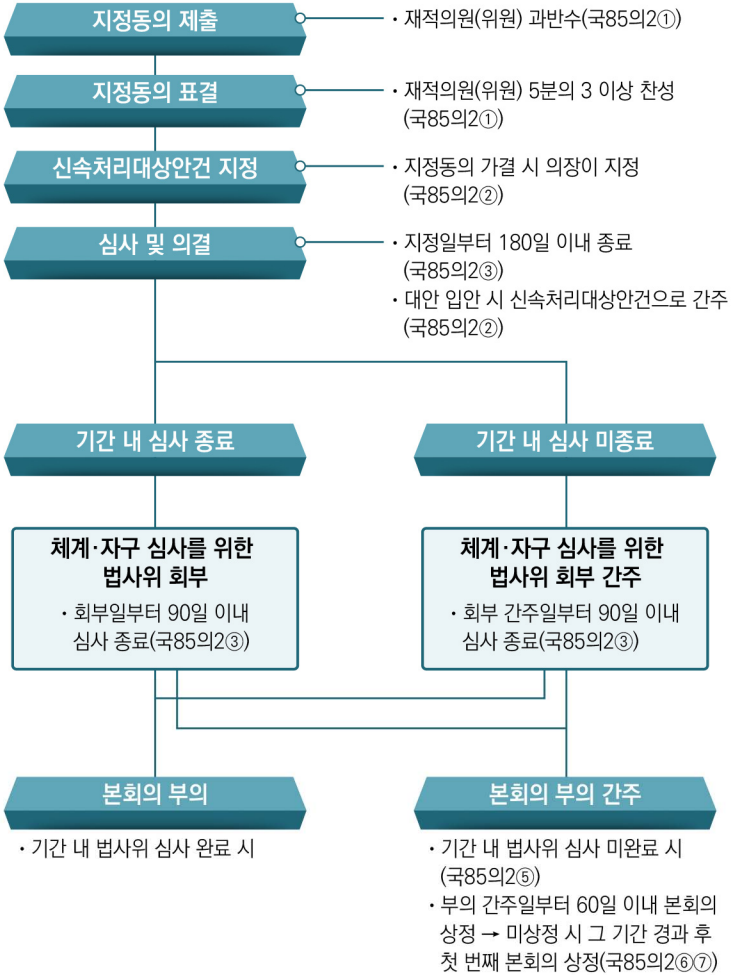 지정동의 제출
· 재적의원(위원) 과반수(국85의2①)
지정동의 표결
· 재적의원(위원) 5분의 3 이상 찬성
(국85의2①)
신속처리대상안건 지정
· 지정동의 가결 시 의장이 지정
(국85의2②)
심사 및 의결
· 지정일부터 180일 이내 종료
(국85의2③)
· 대안 입안 시 신속처리대상안건으로 간주
(국85의2②)
기간 내 심사 종료
기간 내 심사 미종료
체계·자구 심사를 위한
법사위 회부
· 회부일부터 90일 이내
심사 종료(국85의2③)
체계·자구 심사를 위한
법사위 회부 간주
· 회부 간주일부터 90일 이내
심사 종료(국85의2③)
본회의 부의
· 기간 내 법사위 심사 완료 시
본회의 부의 간주
· 기간 내 법사위 심사 미완료 시
(국85의2⑤)
· 부의 간주일부터 60일 이내 본회의
상정 → 미상정 시 그 기간 경과 후
첫 번째 본회의 상정(국85의2⑥⑦)